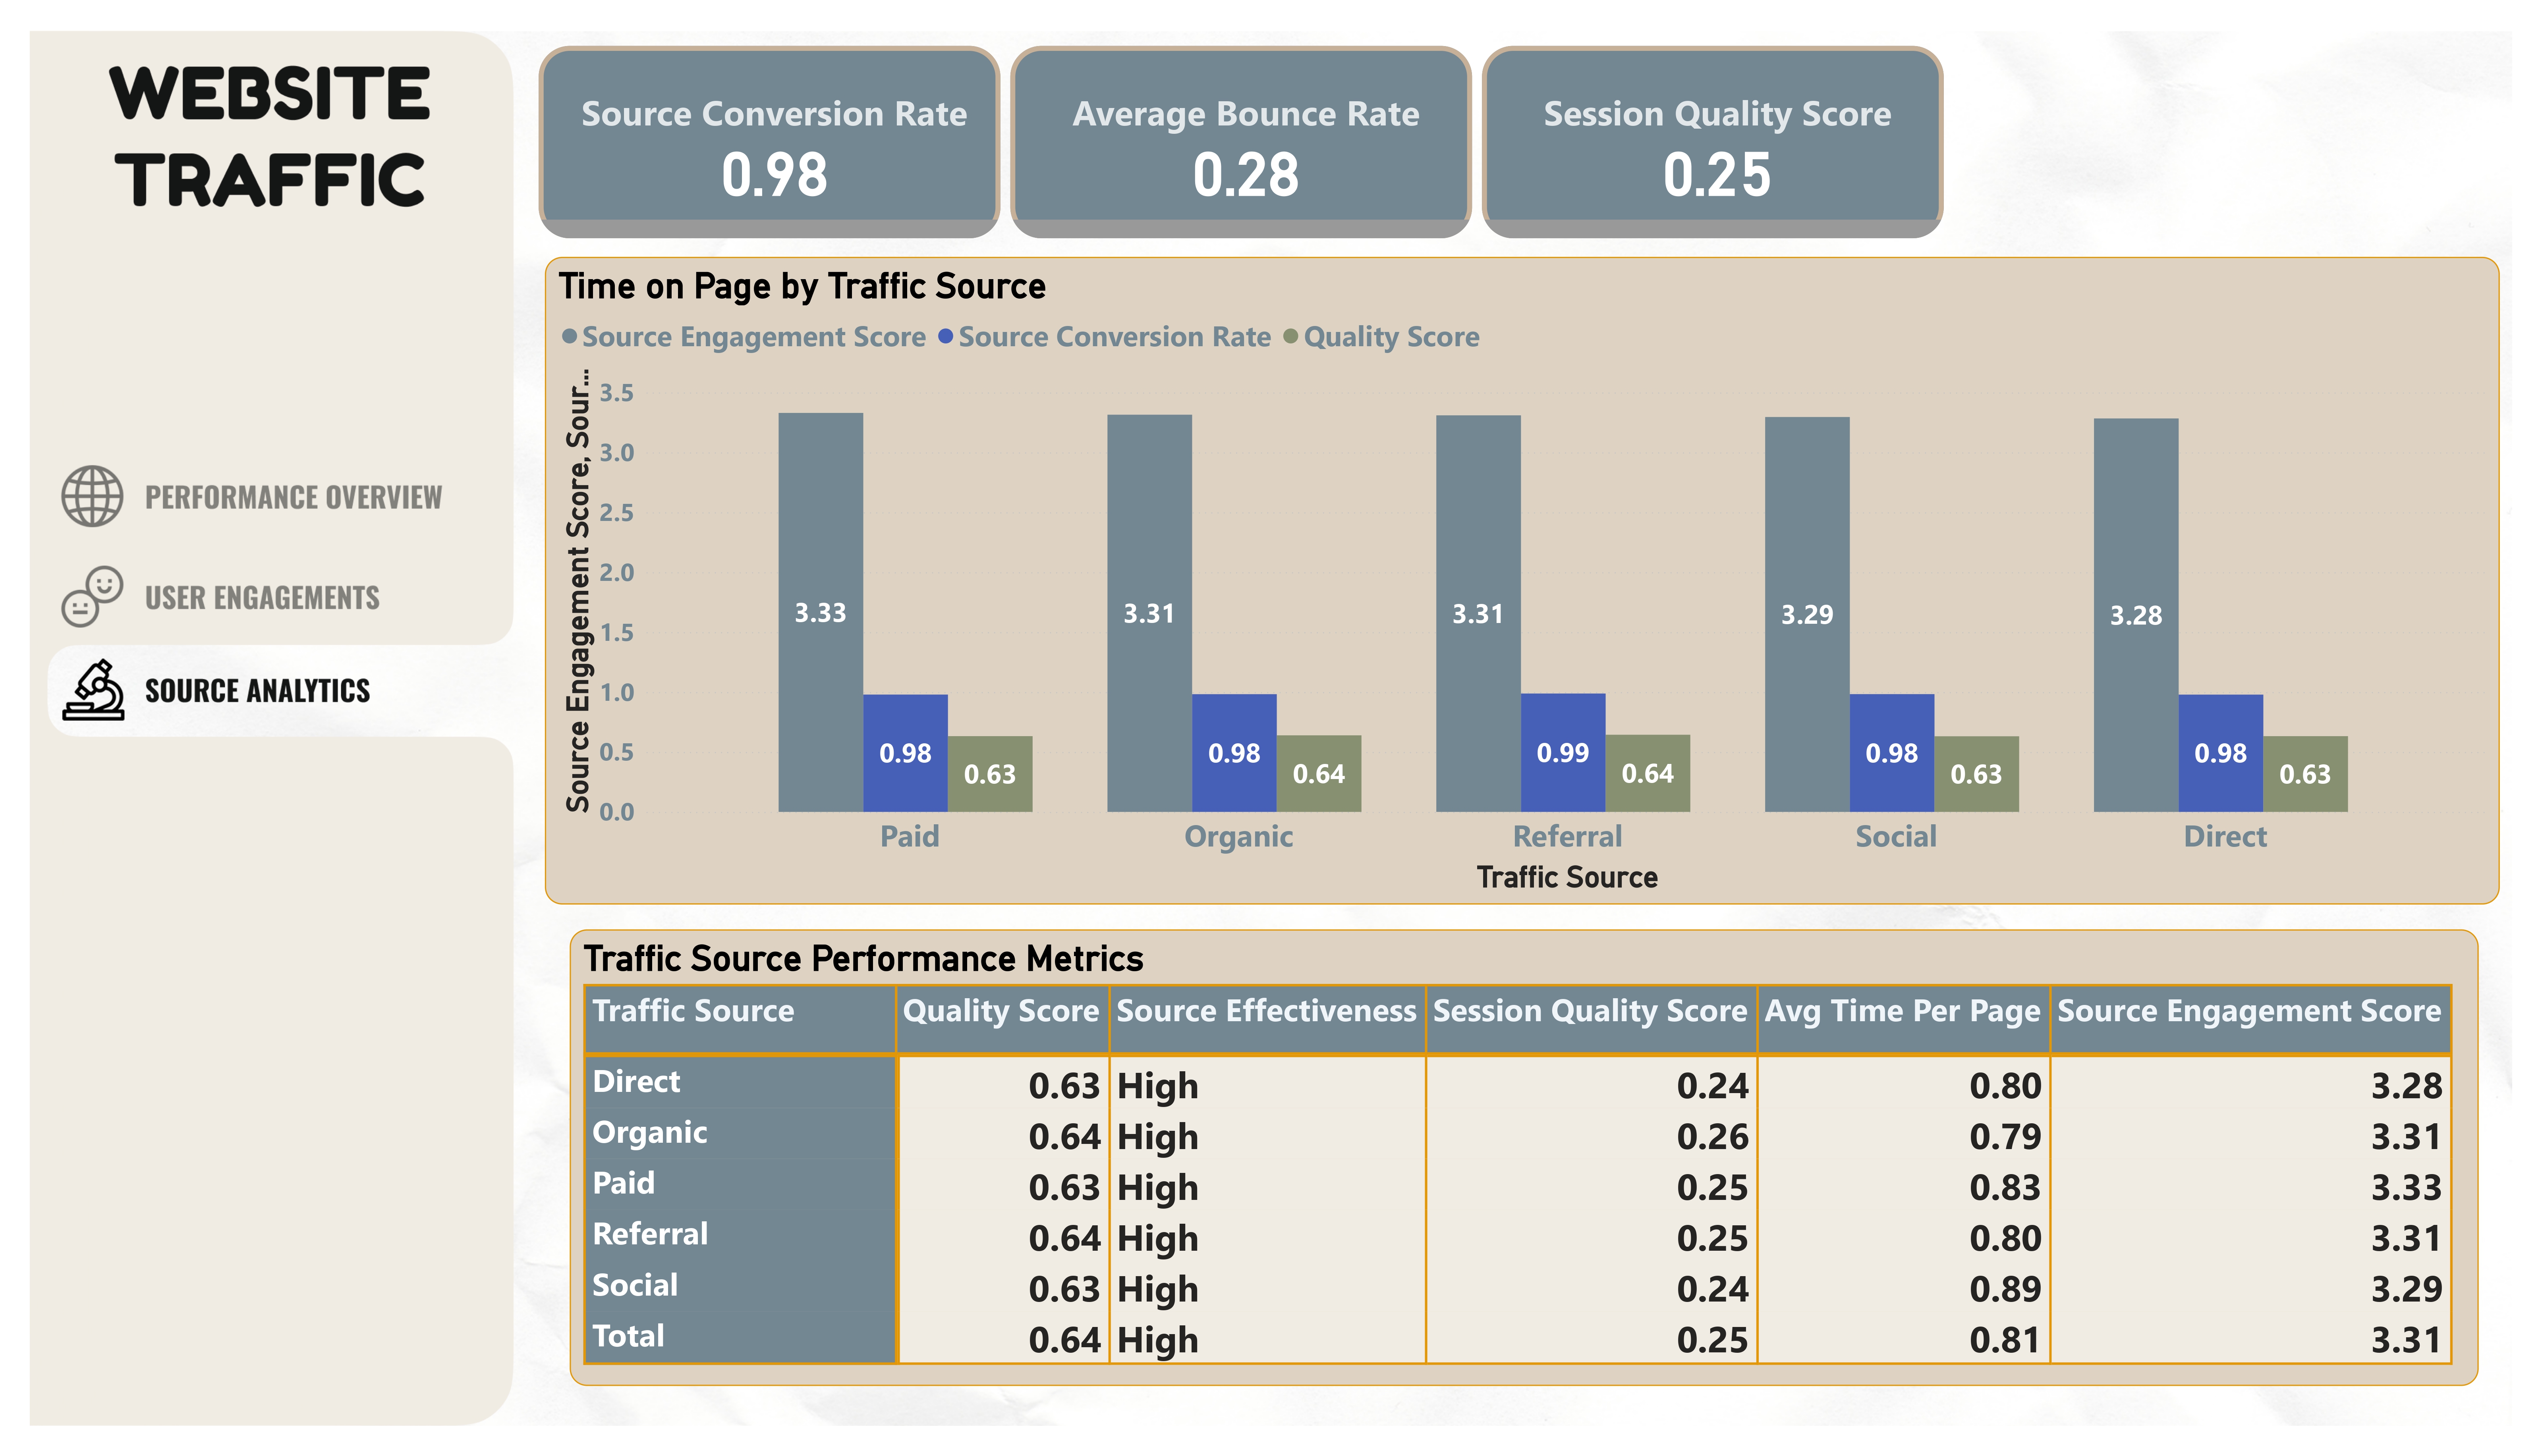 WEBSITE
TRAFFIC
PERFORMANCE OVERVIEW
USER ENGAGEMENTS
SOURCE ANALYTICS
Source Conversion Rate
0.98
Average Bounce Rate
0.28
Session Quality Score
0.25
Time on Page by Traffic Source
Source Engagement Score Source Conversion Rate Quality Score
Source Engagement Score, Sour...
3.5
3.0
2.5
2.0
1.5
1.0
0.5
0.0
3.33 0.98 0.63
3.31 0.98 0.64
3.31 0.99 0.64
3.29 0.98 0.63
3.28 0.98 0.63
Paid Organic Referral Social Direct
Traffic Source
Traffic Source Performance Metrics
Traffic Source Quality Score Source Effectiveness Session Quality Score Avg Time Per Page Source Engagement Score
Direct 0.63 High 0.24 0.80 3.28
Organic 0.64 High 0.26 0.79 3.31
Paid 0.63 High 0.25 0.83 3.33
Referral 0.64 High 0.25 0.80 3.31
Social 0.63 High 0.24 0.89 3.29
Total 0.64 High 0.25 0.81 3.31